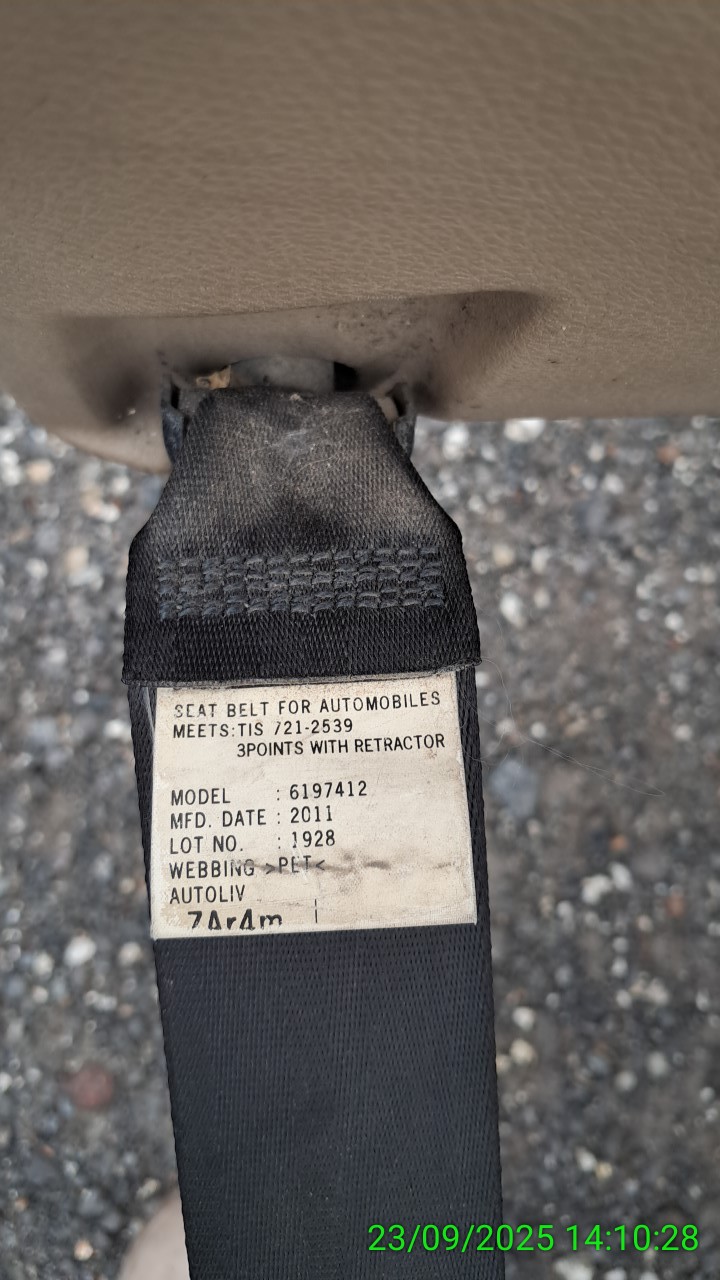 SEAT BELT FOR AUTOMOBILES
MEETS:TIS 721-2539
3POINTS WITH RETRACTOR
MODEL : 6197412
MFD. DATE : 2011
LOT NO. : 1928
WEBBING >PET<
AUTOLIV
ZAr4m
23/09/2025 14:10:28